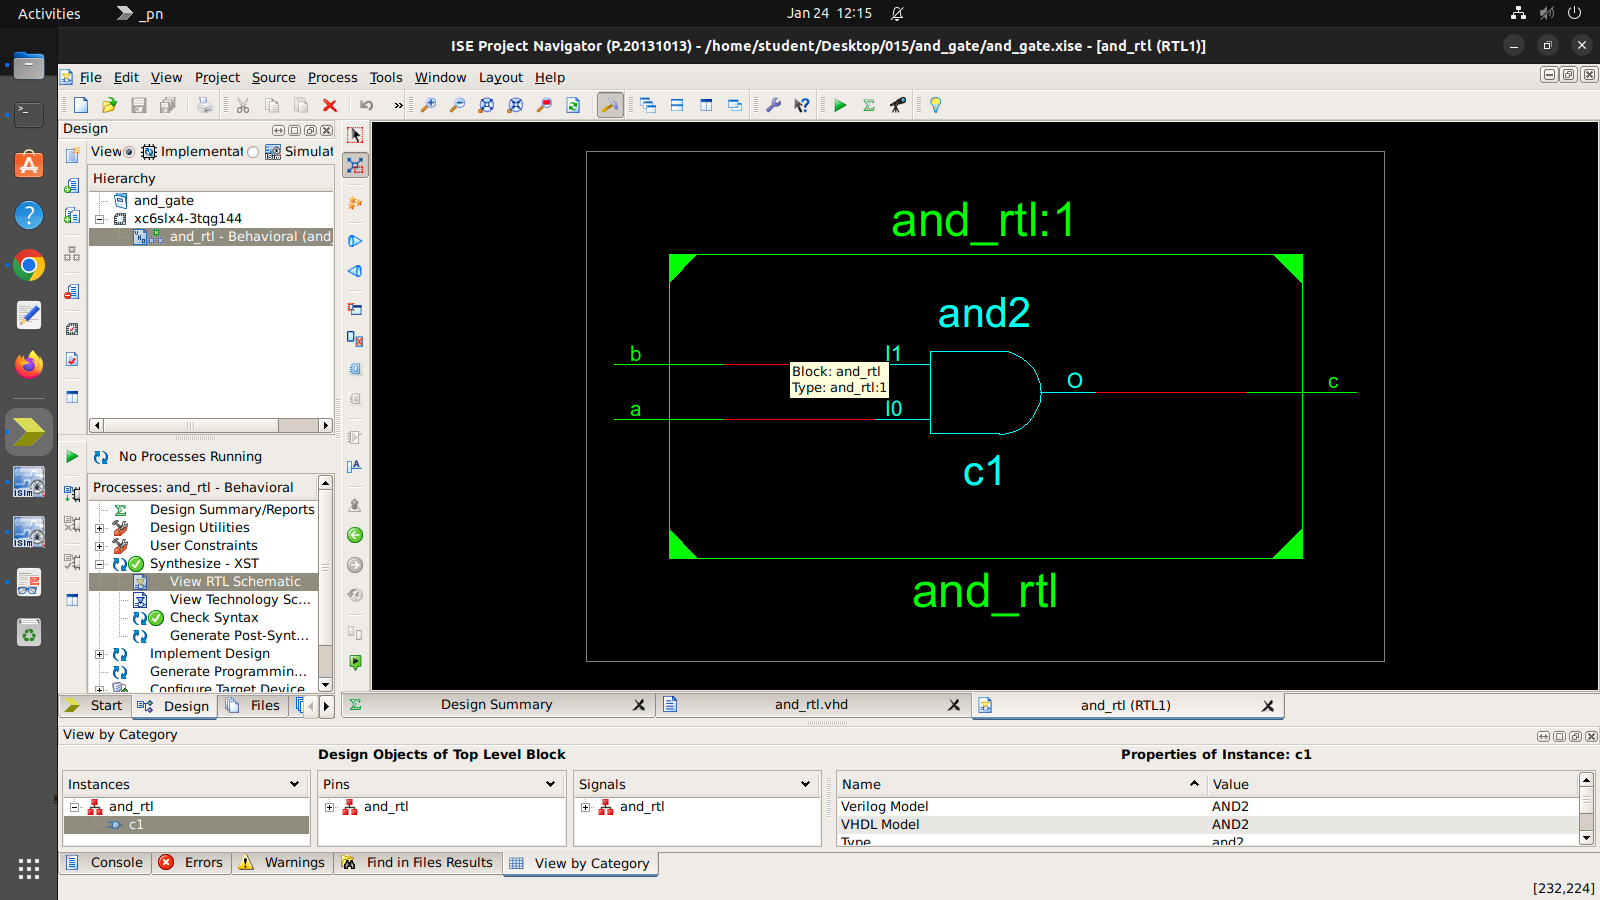 Activities _pn Jan 24 12:15
ISE Project Navigator (P.20131013) - /home/student/Desktop/015/and_gate/and_gate.xise - [and_rtl (RTL1)]
File Edit View Project Source Process Tools Window Layout Help
»
Design
View Implementat Simulat
Hierarchy
and_gate
xc6slx4-3tqg144
and_rtl - Behavioral (and_
No Processes Running
Processes: and_rtl - Behavioral
Design Summary/Reports
Design Utilities
User Constraints
Synthesize - XST
View RTL Schematic
View Technology Sc...
Check Syntax
Generate Post-Synt...
Implement Design
Generate Programmin...
Configure Target Device
Start Design Files
and_rtl:1
and2
b I1
Block: and_rtl
Type: and_rtl:1
O c
a I0
c1
and_rtl
Design Summary and_rtl.vhd and_rtl (RTL1)
View by Category
Design Objects of Top Level Block Properties of Instance: c1
Instances Pins Signals Name Value
and_rtl and_rtl and_rtl Verilog Model AND2
c1 VHDL Model AND2
Type and2
Console Errors Warnings Find in Files Results View by Category
[232,224]